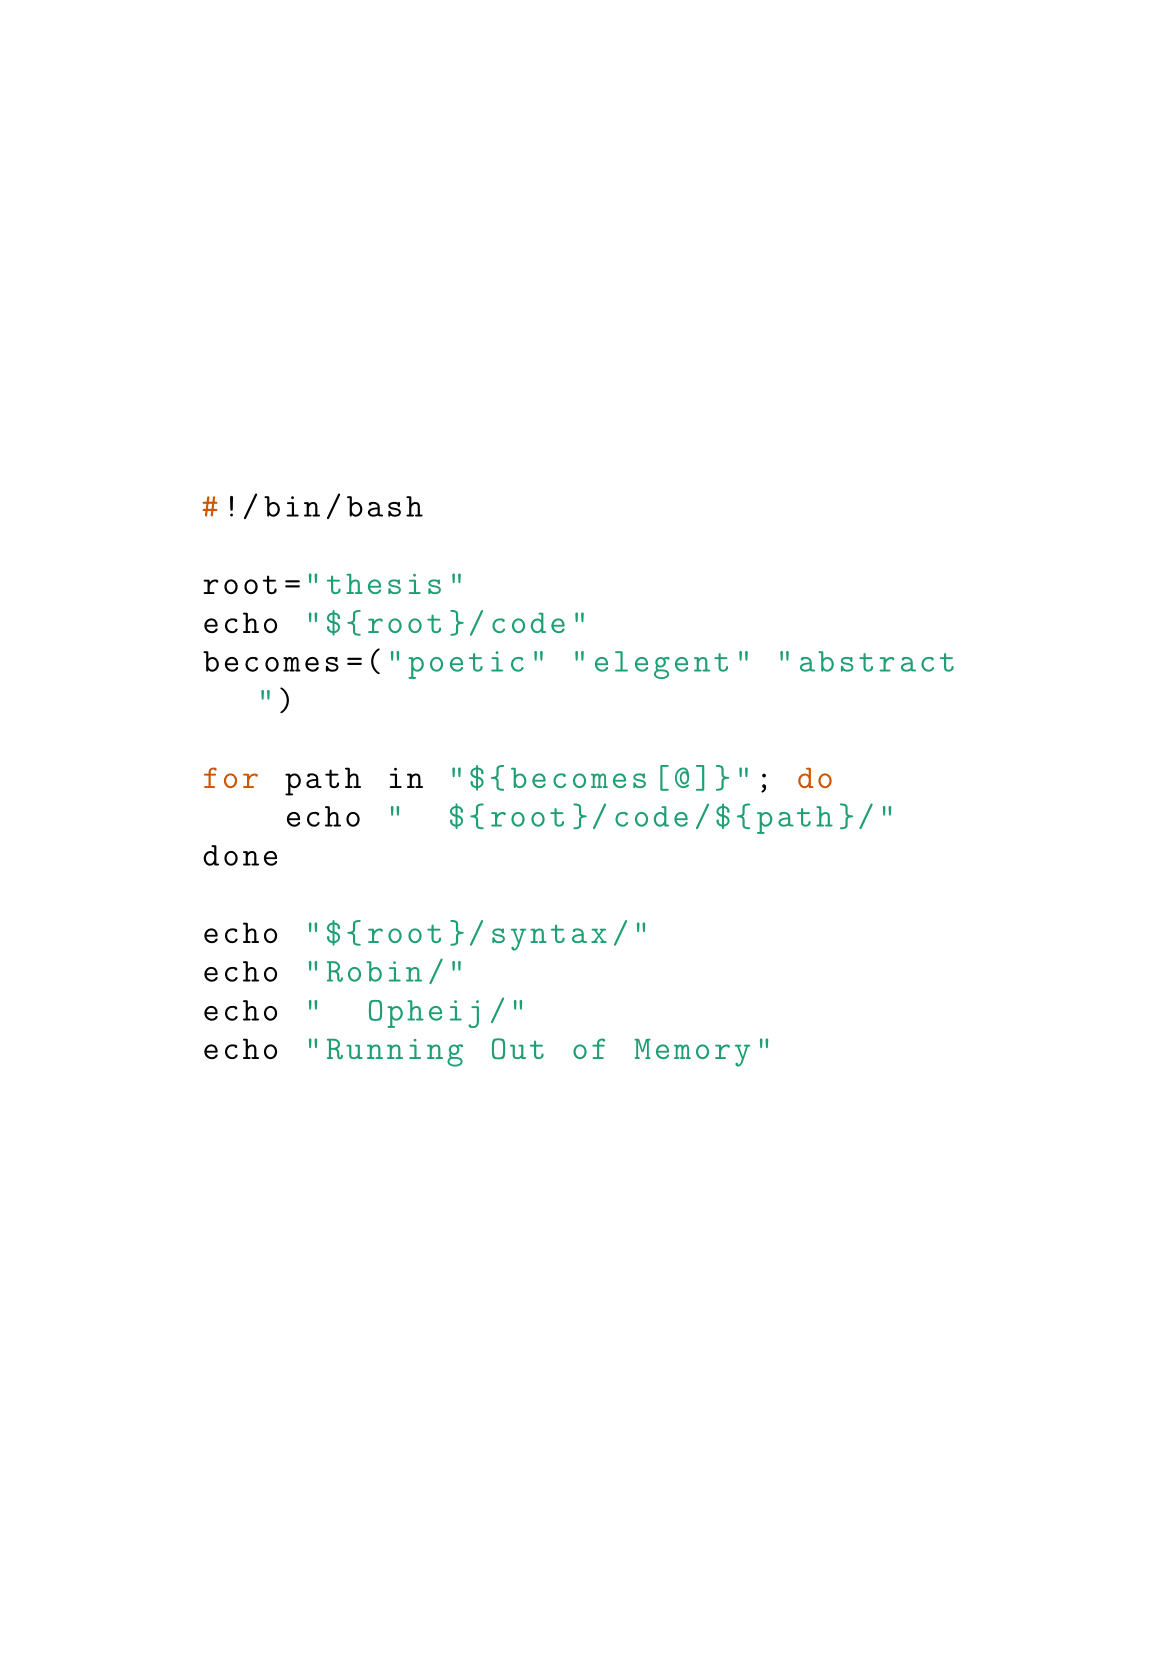 #!/bin/bash

root="thesis"
echo "${root}/code"
becomes=("poetic" "elegent" "abstract
")

for path in "${becomes[@]}"; do
    echo "  ${root}/code/${path}/"
done

echo "${root}/syntax/"
echo "Robin/"
echo "  Opheij/"
echo "Running Out of Memory"